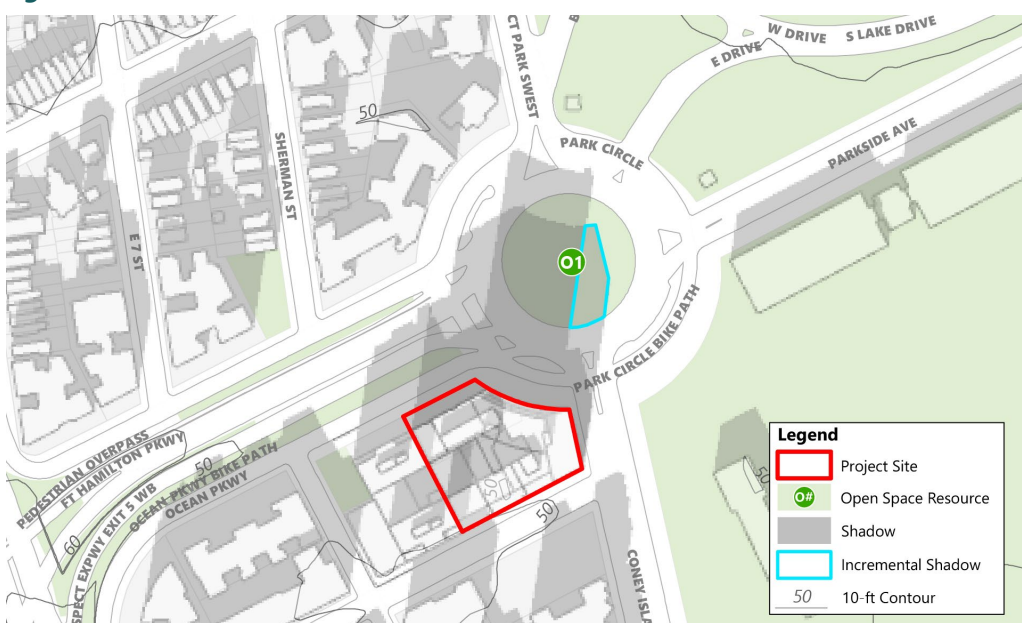 W DRIVE
S LAKE DRIVE
E DRIVE
CT PARK SWEST
50
PARK CIRCLE
PARKSIDE AVE
SHERMAN ST
E 7 ST
O1
PARK CIRCLE BIKE PATH
PEDESTRIAN OVERPASS
FT HAMILTON PKWY
50
OCEAN PKWY BIKE PATH
OCEAN PKWY
SPECT EXPWY EXIT 5 WB
60
50
50
CONEY ISLA
50
Legend
Project Site
O# Open Space Resource
Shadow
Incremental Shadow
50 10-ft Contour